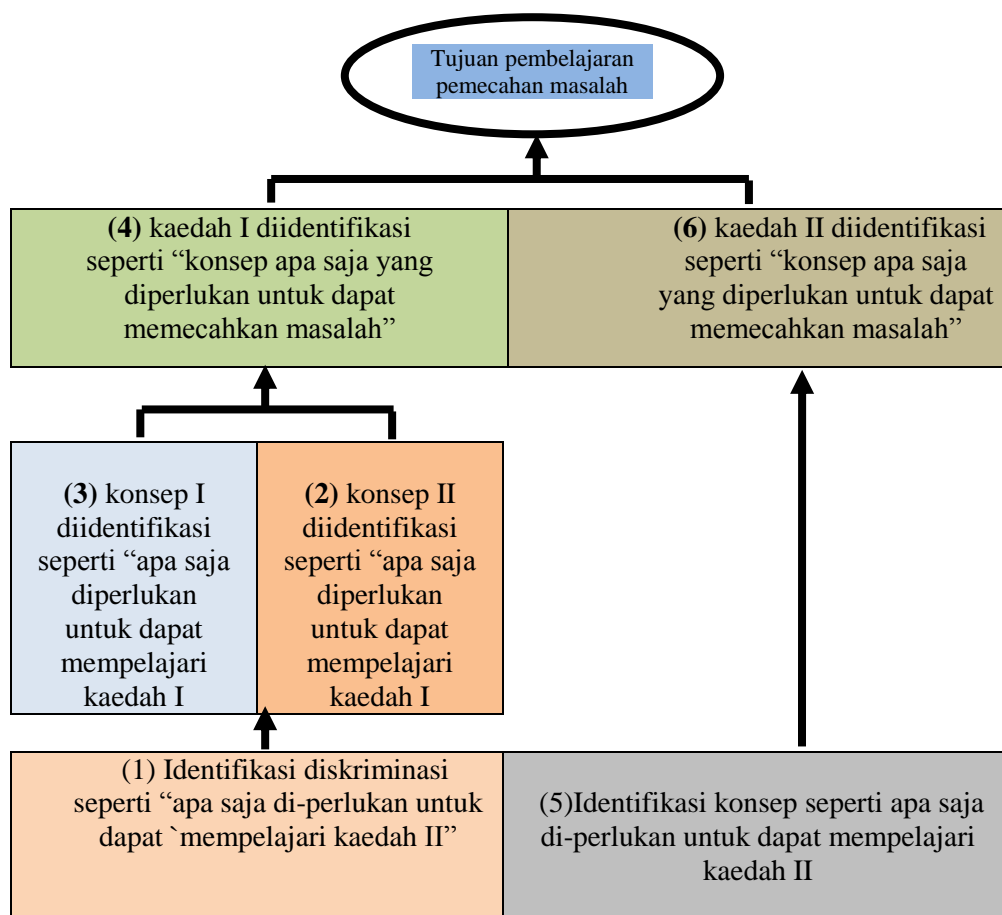 Tujuan pembelajaran
pemecahan masalah
(4) kaedah I diidentifikasi
seperti “konsep apa saja yang
diperlukan untuk dapat
memecahkan masalah”
(6) kaedah II diidentifikasi
seperti “konsep apa saja
yang diperlukan untuk dapat
memecahkan masalah”
(3) konsep I
diidentifikasi
seperti “apa saja
diperlukan
untuk dapat
mempelajari
kaedah I
(2) konsep II
diidentifikasi
seperti “apa saja
diperlukan
untuk dapat
mempelajari
kaedah I
(1) Identifikasi diskriminasi
seperti “apa saja di-perlukan untuk
dapat `mempelajari kaedah II”
(5)Identifikasi konsep seperti apa saja
di-perlukan untuk dapat mempelajari
kaedah II